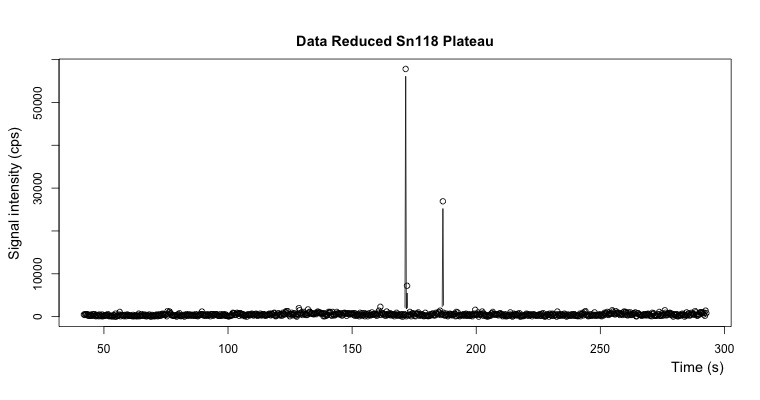 Data Reduced Sn118 Plateau
Signal intensity (cps)
50000
30000
10000
0
50 100 150 200 250 300
Time (s)